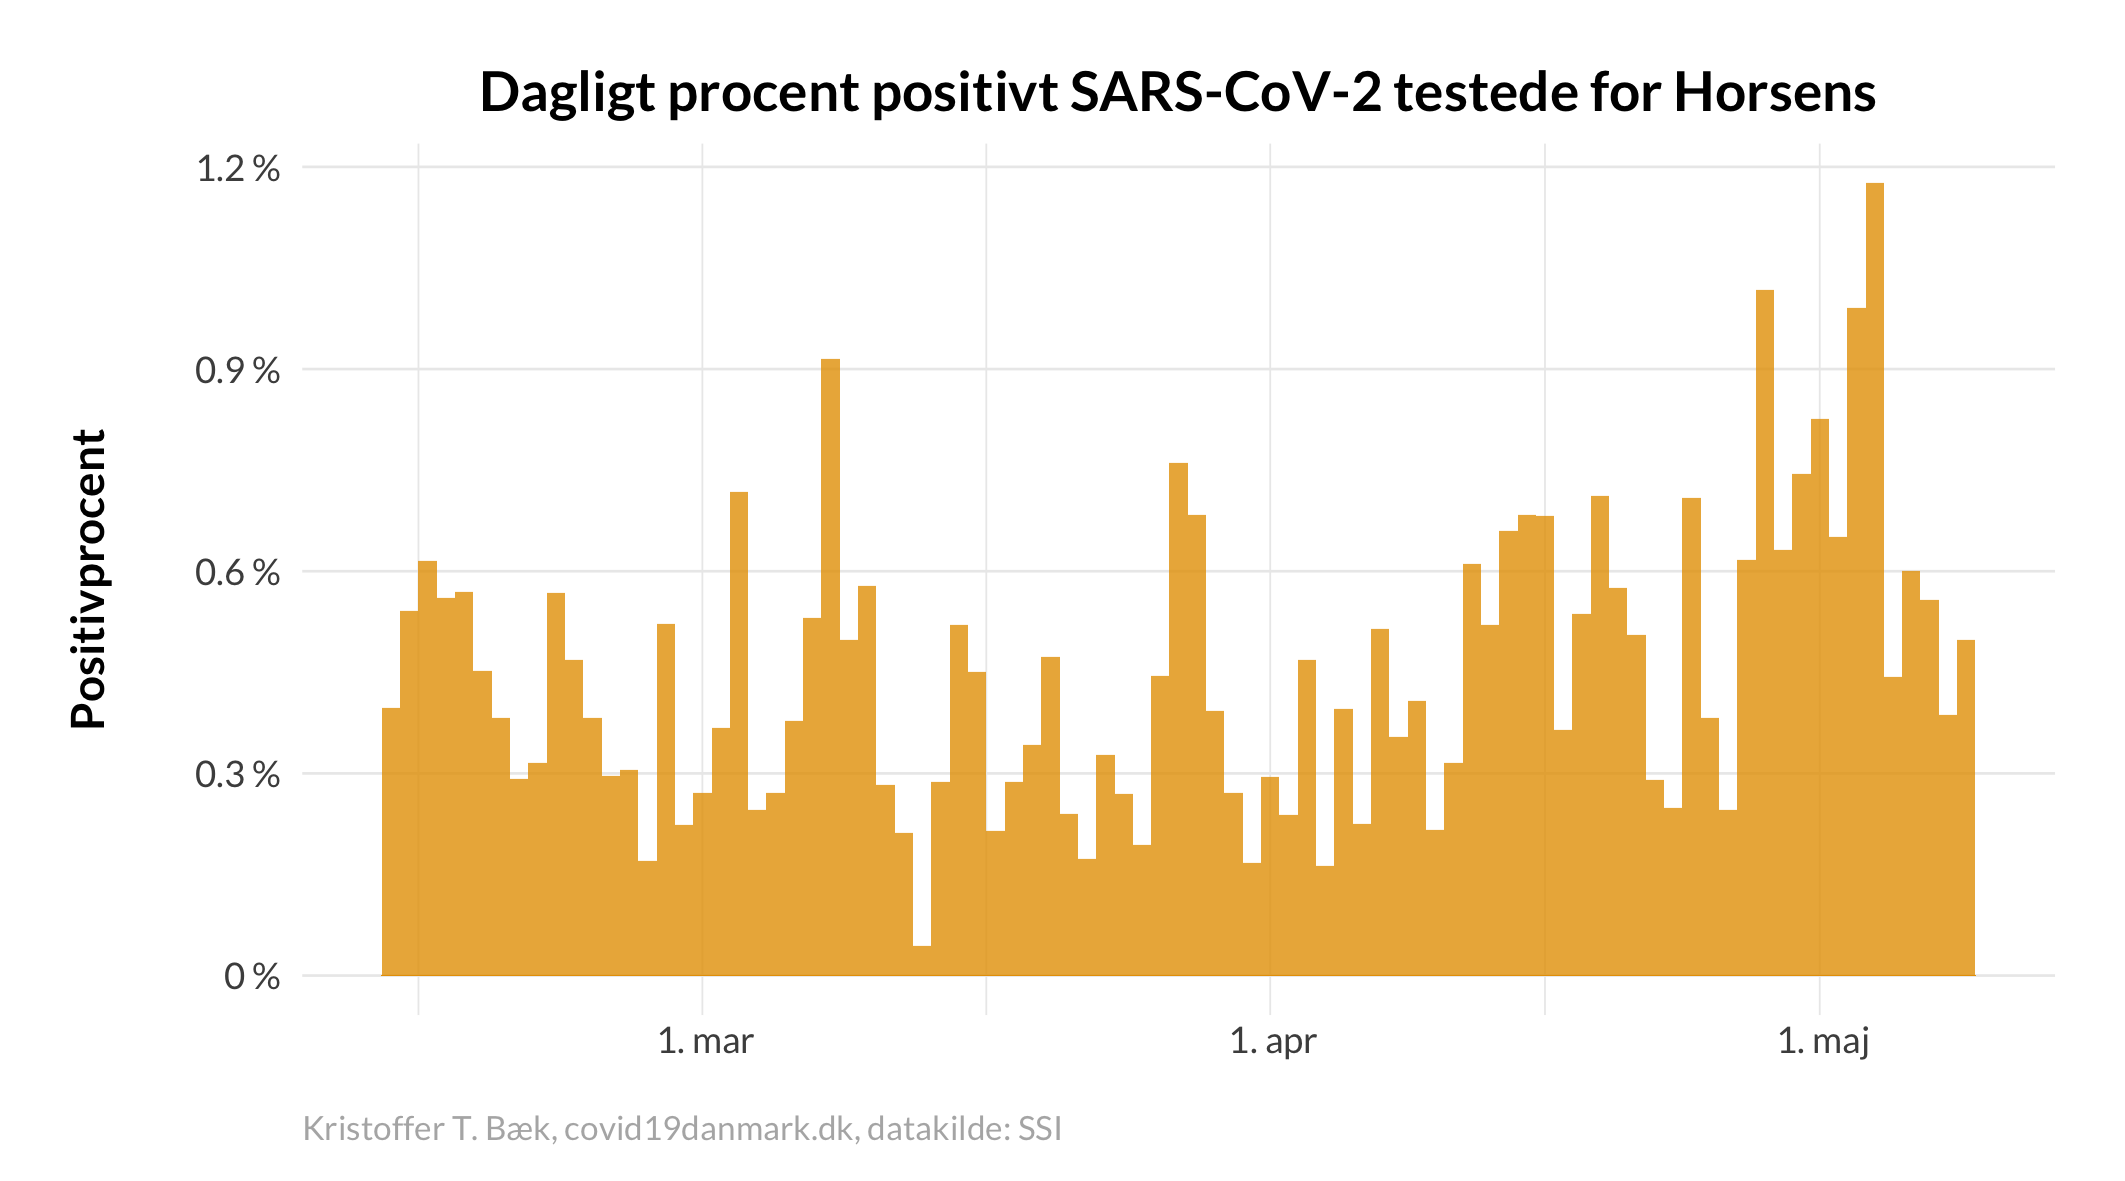 Dagligt procent positivt SARS-CoV-2 testede for Horsens
Positivprocent
1.2 %
0.9 %
0.6 %
0.3 %
0 %
1. mar
1. apr
1. maj
Kristoffer T. Bæk, covid19danmark.dk, datakilde: SSI